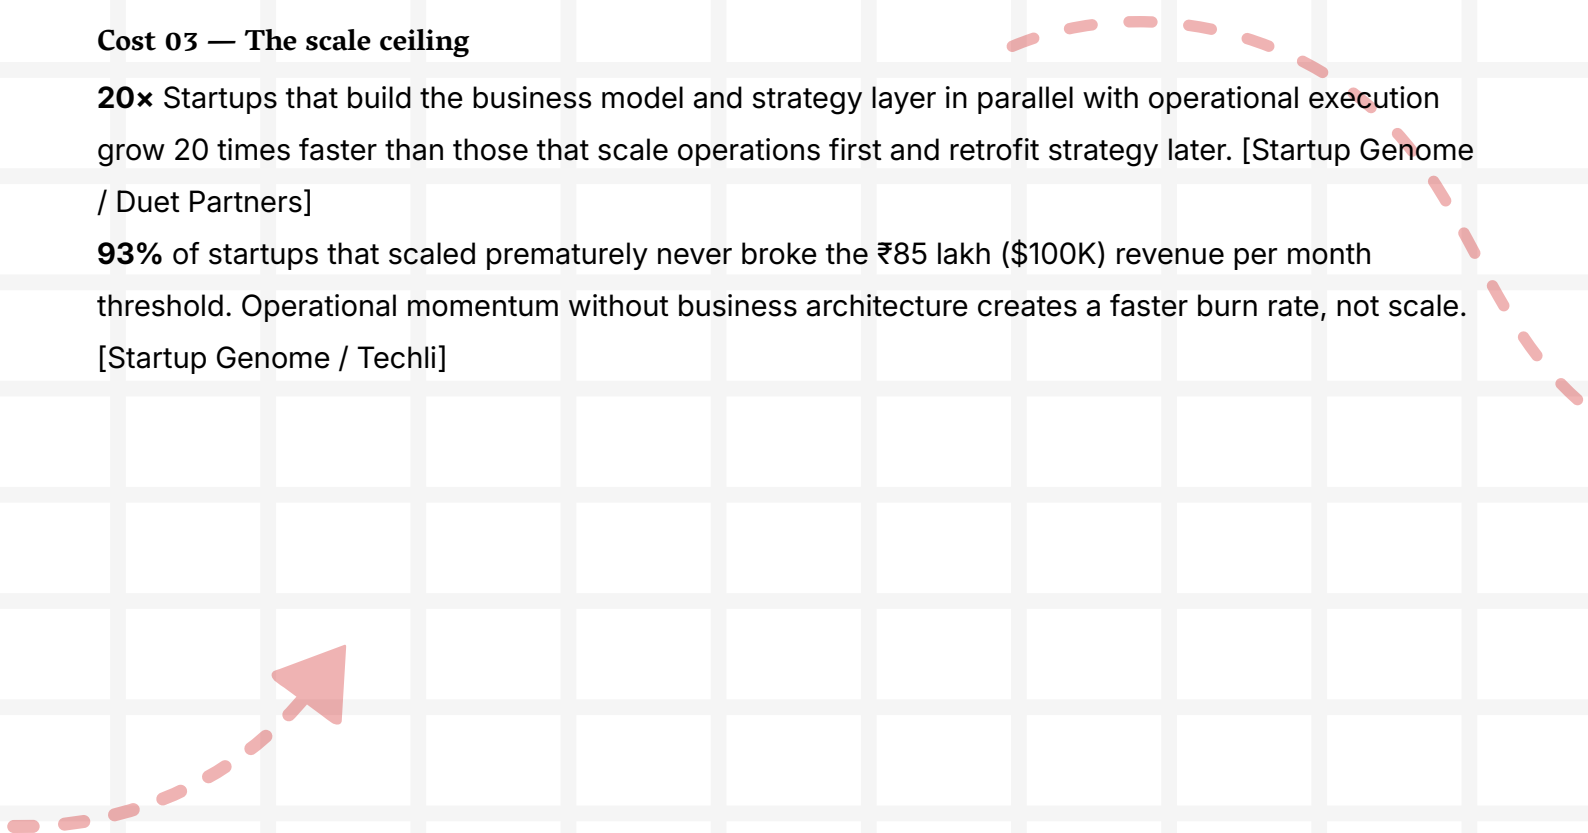 Cost 03 — The scale ceiling
20× Startups that build the business model and strategy layer in parallel with operational execution
grow 20 times faster than those that scale operations first and retrofit strategy later. [Startup Genome
/ Duet Partners]
93% of startups that scaled prematurely never broke the ₹85 lakh ($100K) revenue per month
threshold. Operational momentum without business architecture creates a faster burn rate, not scale.
[Startup Genome / Techli]